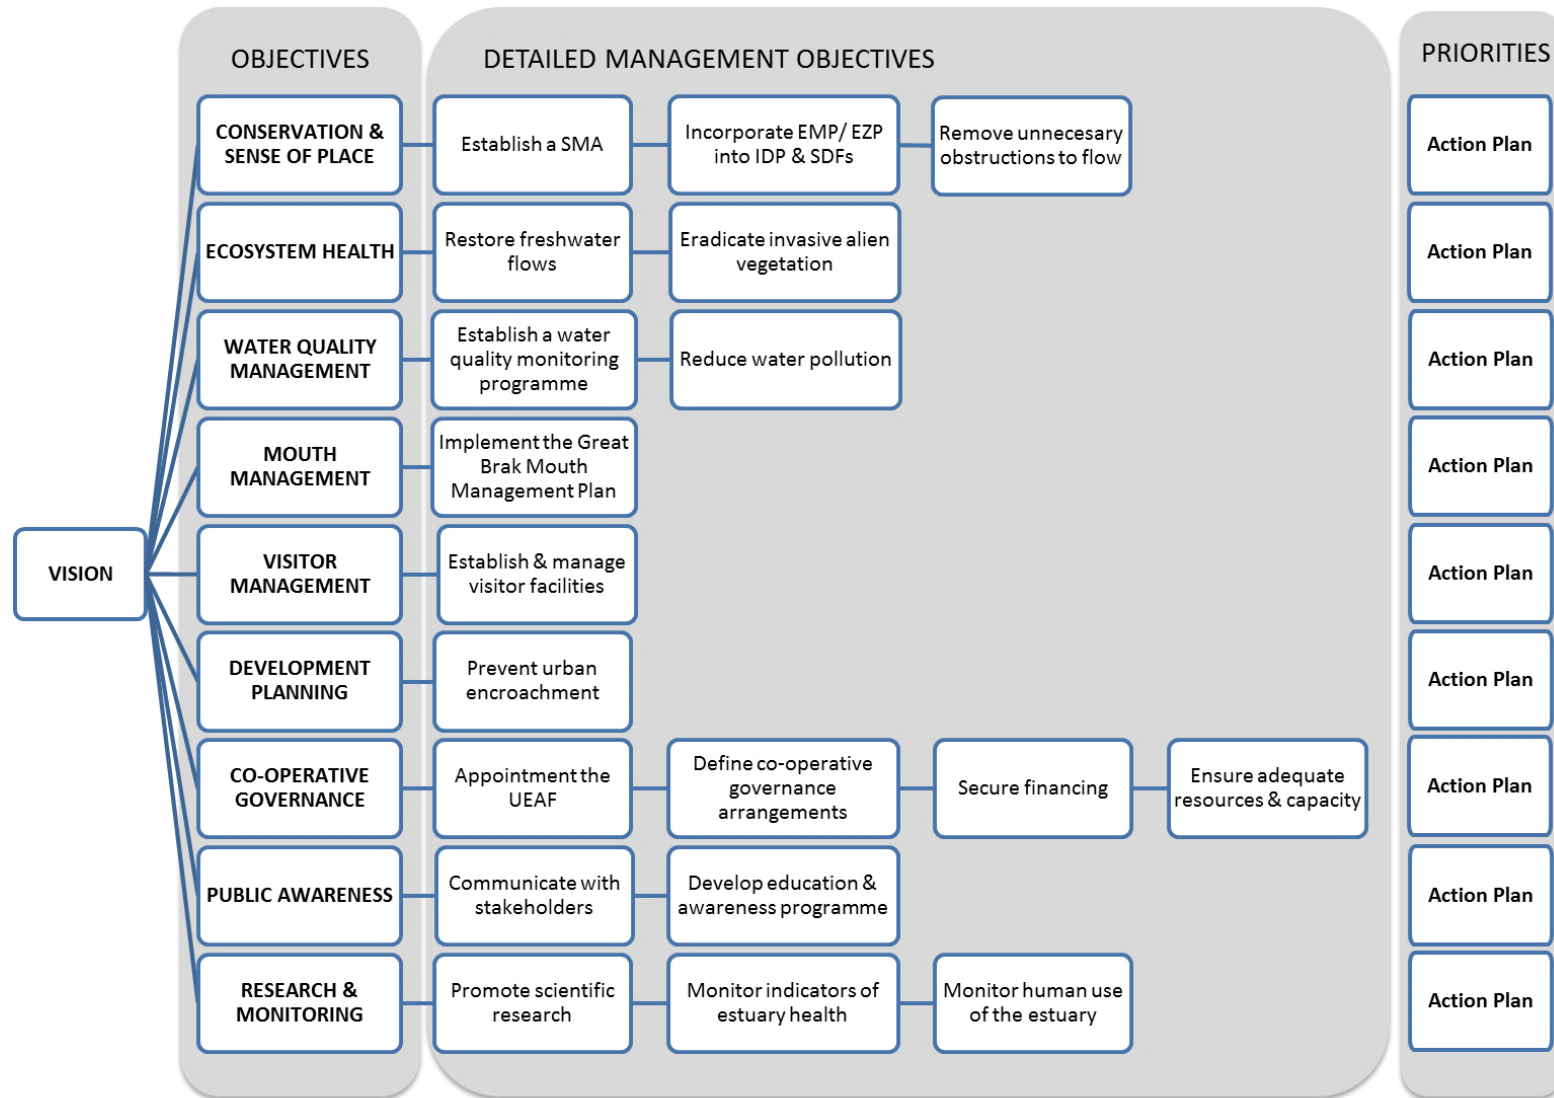 OBJECTIVES
DETAILED MANAGEMENT OBJECTIVES
PRIORITIES
CONSERVATION &
SENSE OF PLACE
Establish a SMA
Incorporate EMP/ EZP
into IDP & SDFs
Remove unnecesary
obstructions to flow
Action Plan
ECOSYSTEM HEALTH
Restore freshwater
flows
Eradicate invasive alien
vegetation
Action Plan
WATER QUALITY
MANAGEMENT
Establish a water
quality monitoring
programme
Reduce water pollution
Action Plan
MOUTH
MANAGEMENT
Implement the Great
Brak Mouth
Management Plan
Action Plan
VISION
VISITOR
MANAGEMENT
Establish & manage
visitor facilities
Action Plan
DEVELOPMENT
PLANNING
Prevent urban
encroachment
Action Plan
CO-OPERATIVE
GOVERNANCE
Appointment the
UEAF
Define co-operative
governance
arrangements
Secure financing
Ensure adequate
resources & capacity
Action Plan
PUBLIC AWARENESS
Communicate with
stakeholders
Develop education &
awareness programme
Action Plan
RESEARCH &
MONITORING
Promote scientific
research
Monitor indicators of
estuary health
Monitor human use
of the estuary
Action Plan